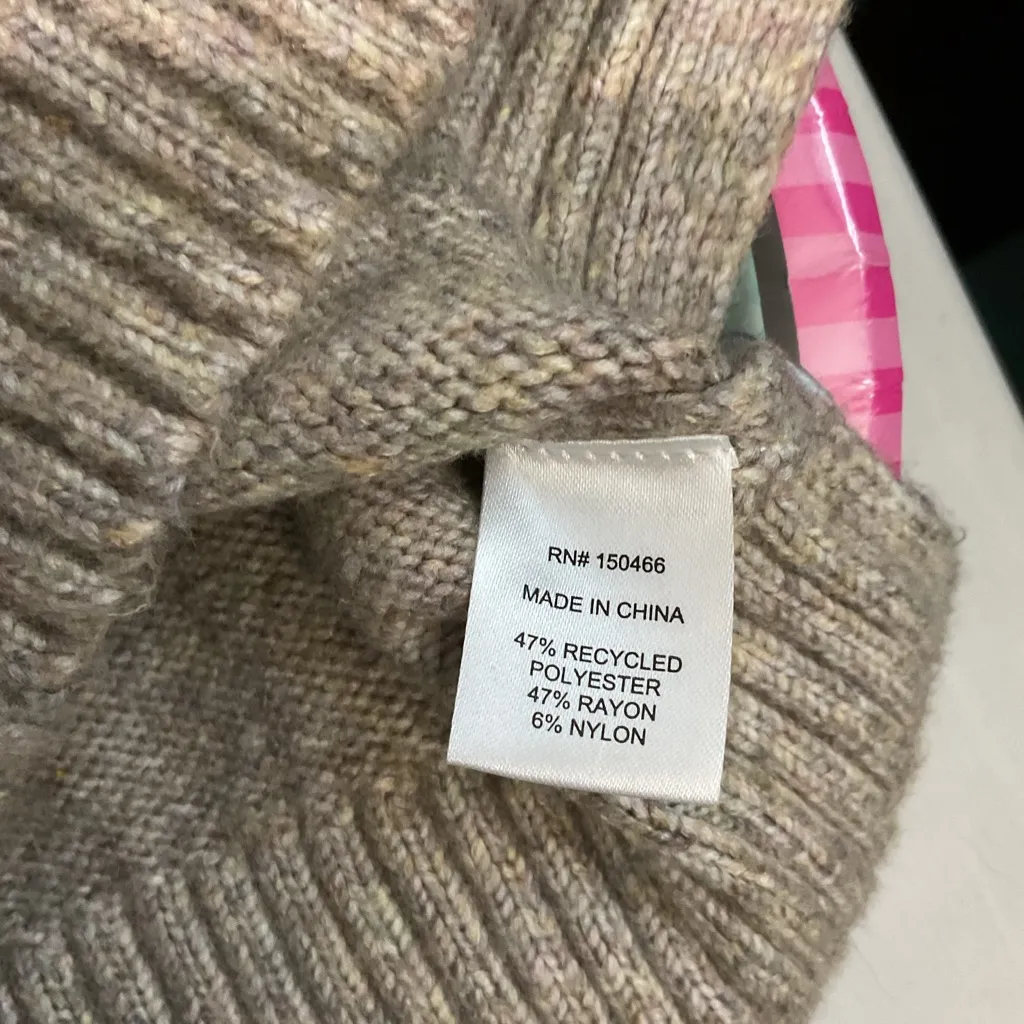 RN# 150466
MADE IN CHINA
47% RECYCLED
POLYESTER
47% RAYON
6% NYLON